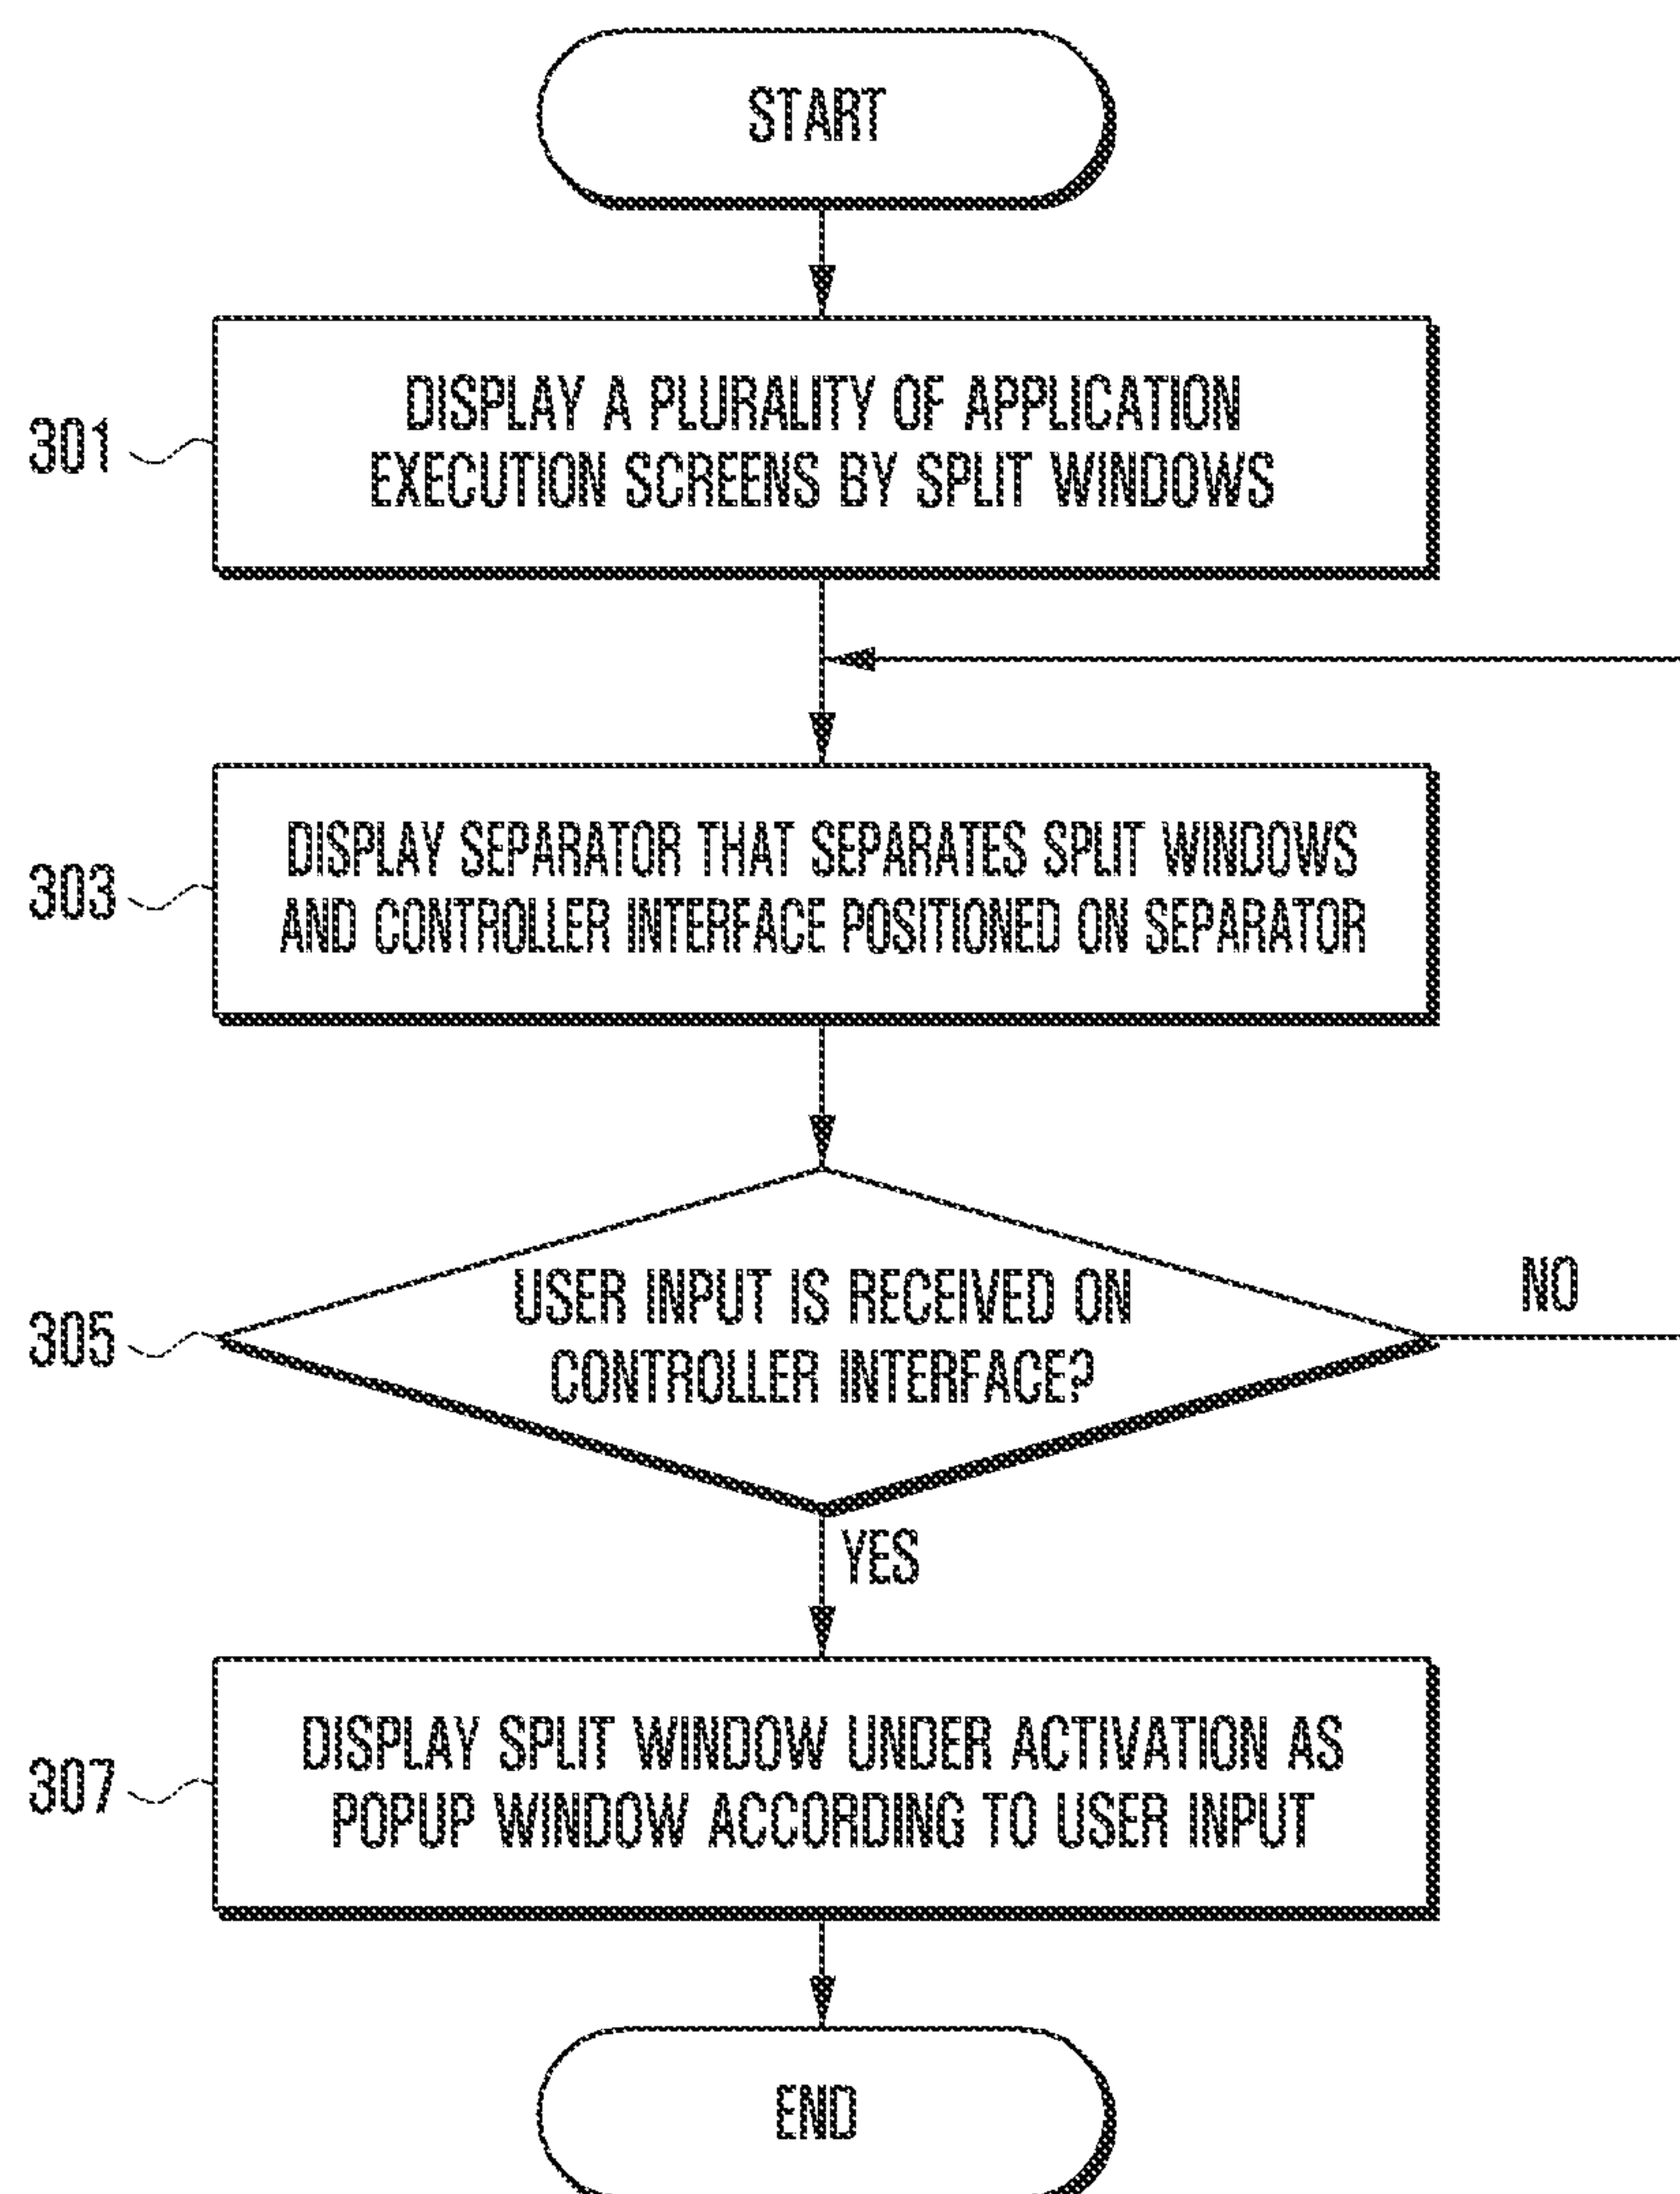 START
301
DISPLAY A PLURALITY OF APPLICATION
EXECUTION SCREENS BY SPLIT WINDOWS
303
DISPLAY SEPARATOR THAT SEPARATES SPLIT WINDOWS
AND CONTROLLER INTERFACE POSITIONED ON SEPARATOR
305
USER INPUT IS RECEIVED ON
CONTROLLER INTERFACE?
NO
YES
307
DISPLAY SPLIT WINDOW UNDER ACTIVATION AS
POPUP WINDOW ACCORDING TO USER INPUT
END